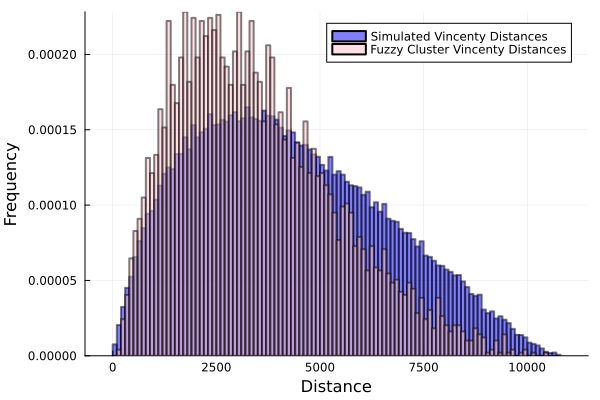 Simulated Vincenty Distances
Fuzzy Cluster Vincenty Distances
Frequency
0.00020
0.00015
0.00010
0.00005
0.00000
0
2500
5000
7500
10000
Distance